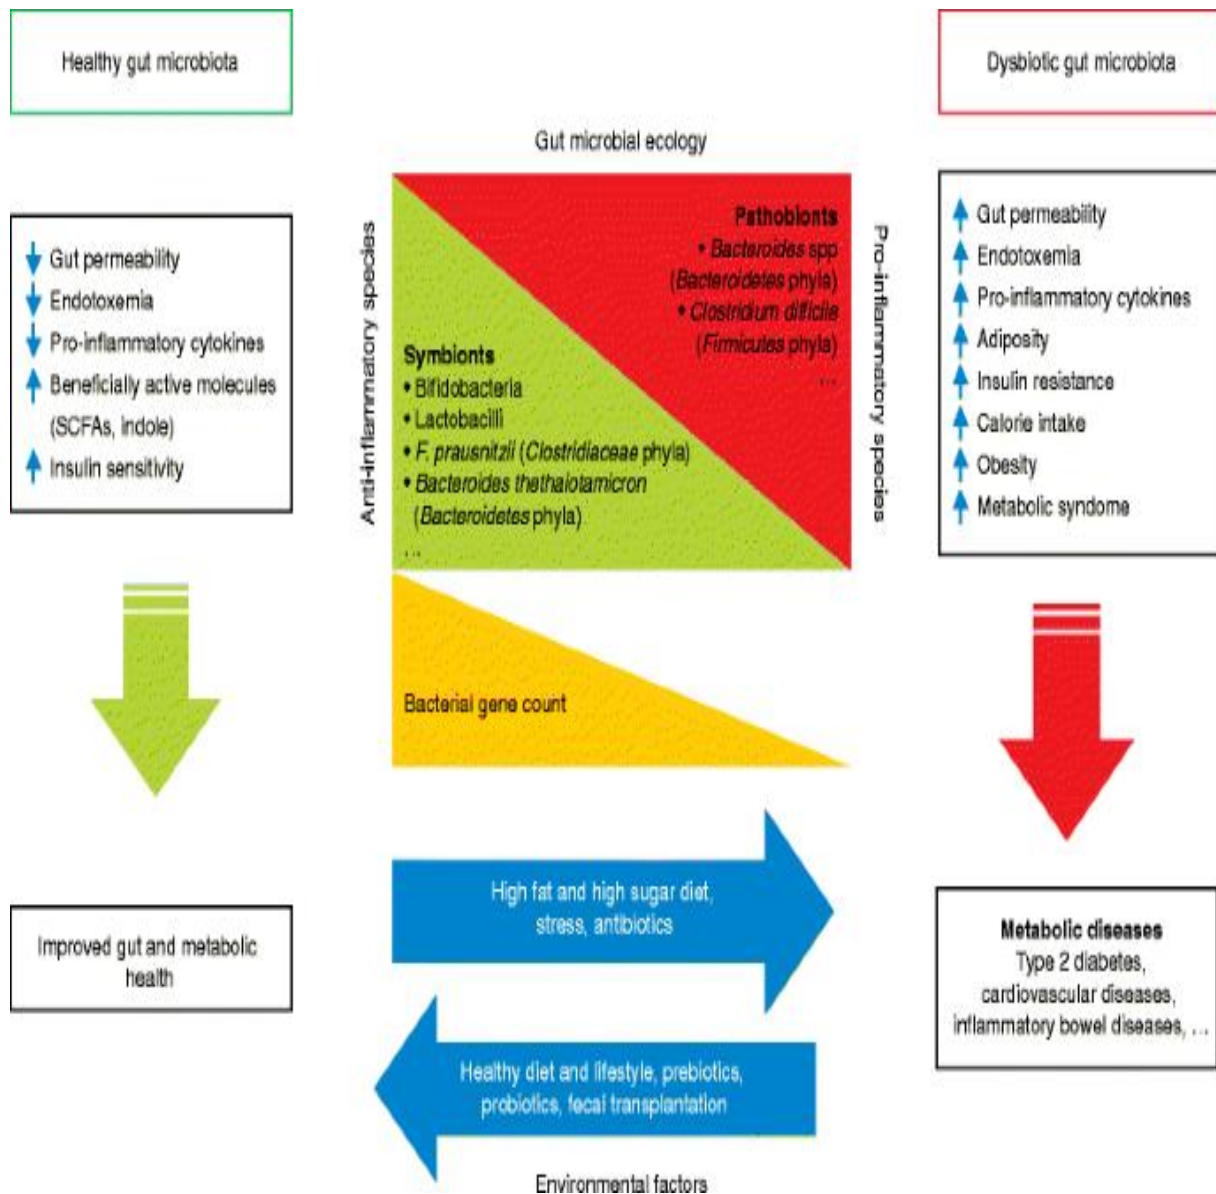 Healthy gut microbiota
Dysbiotic gut microbiota
Gut microbial ecology
Gut permeability
Endotoxemia
Pro-inflammatory cytokines
Beneficially active molecules
(SCFAs, indole)
Insulin sensitivity
Anti-inflammatory species
Pathobionts
• Bacteroides spp
(Bacteroidetes phyla)
• Clostridium difficile
(Firmicutes phyla)
...
Symbionts
• Bifidobacteria
• Lactobacilli
• F. prausnitzii (Clostridiaceae phyla)
• Bacteroides thethaiotamicron
(Bacteroidetes phyla)
...
Pro-inflammatory species
Gut permeability
Endotoxemia
Pro-inflammatory cytokines
Adiposity
Insulin resistance
Calorie intake
Obesity
Metabolic syndome
Bacterial gene count
High fat and high sugar diet,
stress, antibiotics
Improved gut and metabolic
health
Metabolic diseases
Type 2 diabetes,
cardiovascular diseases,
inflammatory bowel diseases, ...
Healthy diet and lifestyle, prebiotics,
probiotics, fecal transplantation
Environmental factors